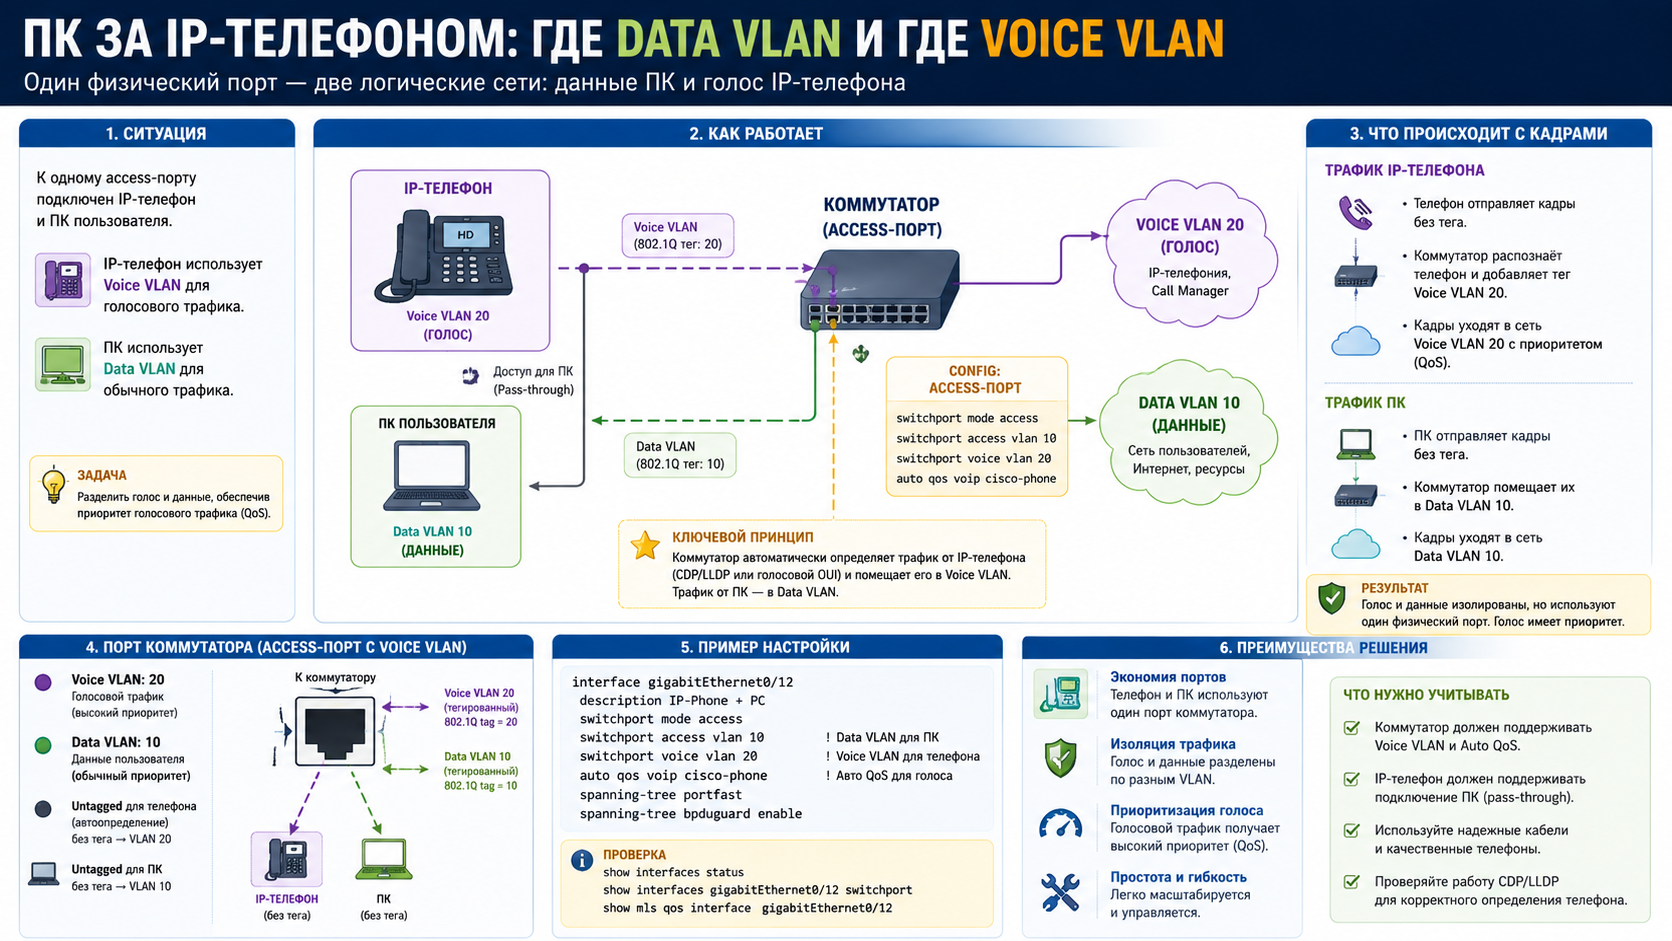 ПК ЗА IP-ТЕЛЕФОНОМ: ГДЕ DATA VLAN И ГДЕ VOICE VLAN
Один физический порт — две логические сети: данные ПК и голос IP-телефона
1. СИТУАЦИЯ
К одному access-порту
подключен IP-телефон
и ПК пользователя.
IP-телефон использует
Voice VLAN для
голосового трафика.
ПК использует
Data VLAN для
обычного трафика.
ЗАДАЧА
Разделить голос и данные, обеспечив
приоритет голосового трафика (QoS).
2. КАК РАБОТАЕТ
IP-ТЕЛЕФОН
HD
Voice VLAN 20
(ГОЛОС)
Voice VLAN
(802.1Q тег: 20)
КОММУТАТОР
(ACCESS-ПОРТ)
VOICE VLAN 20
(ГОЛОС)
IP-телефония,
Call Manager
Доступ для ПК
(Pass-through)
ПК ПОЛЬЗОВАТЕЛЯ
Data VLAN 10
(ДАННЫЕ)
Data VLAN
(802.1Q тег: 10)
CONFIG:
ACCESS-ПОРТ
switchport mode access
switchport access vlan 10
switchport voice vlan 20
auto qos voip cisco-phone
DATA VLAN 10
(ДАННЫЕ)
Сеть пользователей,
Интернет, ресурсы
КЛЮЧЕВОЙ ПРИНЦИП
Коммутатор автоматически определяет трафик от IP-телефона
(CDP/LLDP или голосовой OUI) и помещает его в Voice VLAN.
Трафик от ПК — в Data VLAN.
3. ЧТО ПРОИСХОДИТ С КАДРАМИ
ТРАФИК IP-ТЕЛЕФОНА
• Телефон отправляет кадры
без тега.
• Коммутатор распознаёт
телефон и добавляет тег
Voice VLAN 20.
• Кадры уходят в сеть
Voice VLAN 20 с приоритетом
(QoS).
ТРАФИК ПК
• ПК отправляет кадры
без тега.
• Коммутатор помещает их
в Data VLAN 10.
• Кадры уходят в сеть
Data VLAN 10.
РЕЗУЛЬТАТ
Голос и данные изолированы, но используют
один физический порт. Голос имеет приоритет.
4. ПОРТ КОММУТАТОРА (ACCESS-ПОРТ С VOICE VLAN)
Voice VLAN: 20
Голосовой трафик
(высокий приоритет)
Data VLAN: 10
Данные пользователя
(обычный приоритет)
Untagged для телефона
(автоопределение)
без тега → VLAN 20
Untagged для ПК
без тега → VLAN 10
К коммутатору
Voice VLAN 20
(тегированный)
802.1Q tag = 20
Data VLAN 10
(тегированный)
802.1Q tag = 10
IP-ТЕЛЕФОН
(без тега)
ПК
(без тега)
5. ПРИМЕР НАСТРОЙКИ
interface gigabitEthernet0/12
description IP-Phone + PC
switchport mode access
switchport access vlan 10 ! Data VLAN для ПК
switchport voice vlan 20 ! Voice VLAN для телефона
auto qos voip cisco-phone ! Авто QoS для голоса
spanning-tree portfast
spanning-tree bpduguard enable
ПРОВЕРКА
show interfaces status
show interfaces gigabitEthernet0/12 switchport
show mls qos interface gigabitEthernet0/12
6. ПРЕИМУЩЕСТВА РЕШЕНИЯ
Экономия портов
Телефон и ПК используют
один порт коммутатора.
Изоляция трафика
Голос и данные разделены
по разным VLAN.
Приоритизация голоса
Голосовой трафик получает
высокий приоритет (QoS).
Простота и гибкость
Легко масштабируется
и управляется.
ЧТО НУЖНО УЧИТЫВАТЬ
Коммутатор должен поддерживать
Voice VLAN и Auto QoS.
IP-телефон должен поддерживать
подключение ПК (pass-through).
Используйте надежные кабели
и качественные телефоны.
Проверяйте работу CDP/LLDP
для корректного определения телефона.